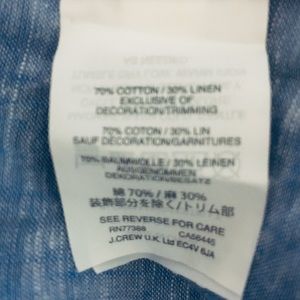 70% COTTON / 30% LINEN
EXCLUSIVE OF
DECORATION/TRIMMING
70% COTON / 30% LIN
SAUF DÉCORATION/GARNITURES
70% BAUMWOLLE / 30% LEINEN
AUSGENOMMEN
DEKORATION/BESATZ
綿 70% / 麻 30%
装飾部分を除く/トリム部
SEE REVERSE FOR CARE
RN77388 CA56445
J.CREW U.K. Ltd EC4V 6JA